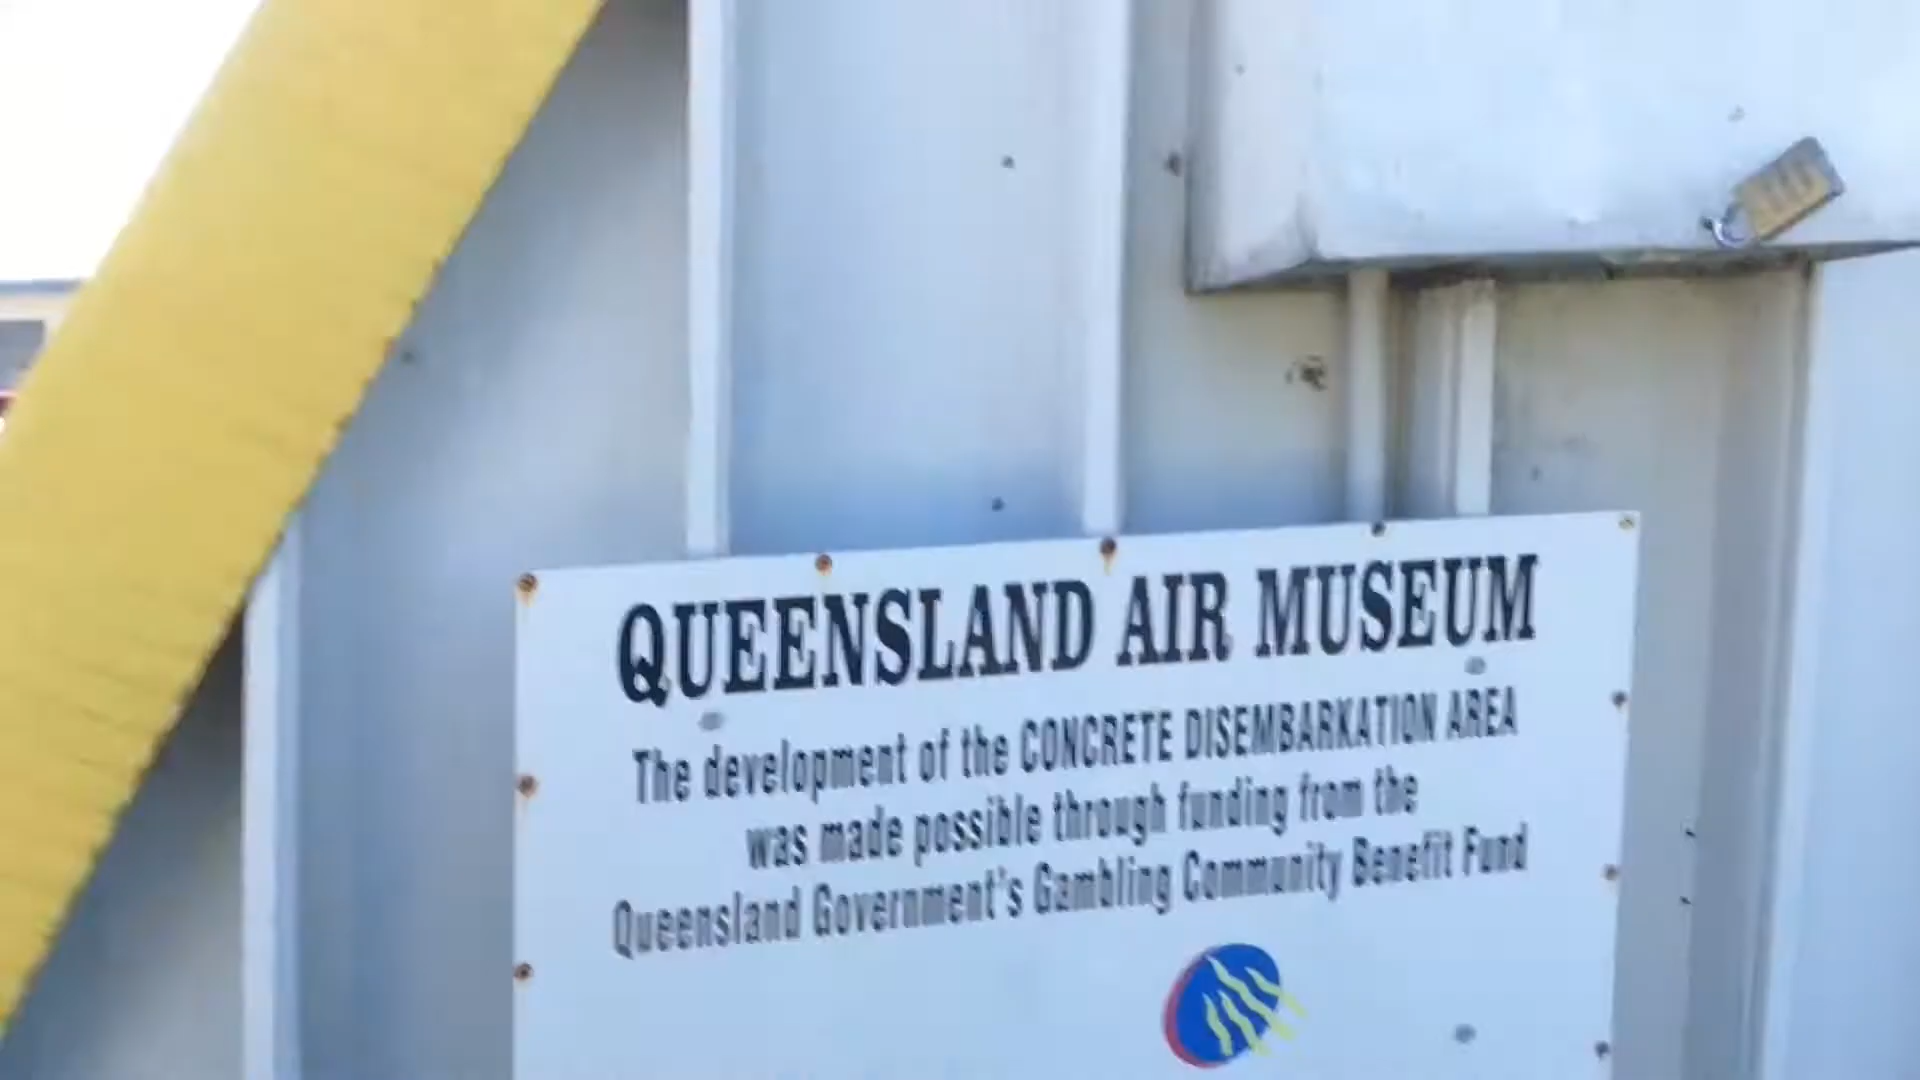 QUEENSLAND AIR MUSEUM
The development of the CONCRETE DISEMBARKATION AREA
was made possible through funding from the
Queensland Government's Gambling Community Benefit Fund